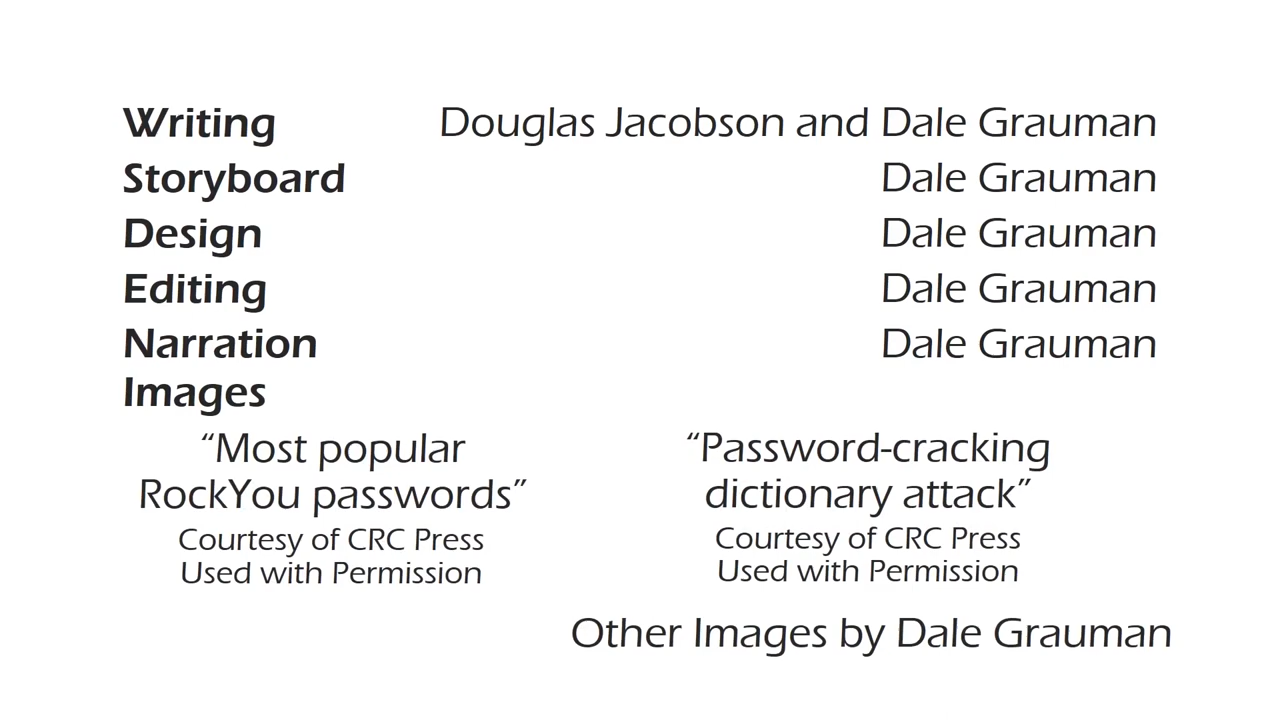 Writing Douglas Jacobson and Dale Grauman
Storyboard Dale Grauman
Design Dale Grauman
Editing Dale Grauman
Narration Dale Grauman
Images
“Most popular
RockYou passwords”
Courtesy of CRC Press
Used with Permission
“Password-cracking
dictionary attack”
Courtesy of CRC Press
Used with Permission
Other Images by Dale Grauman